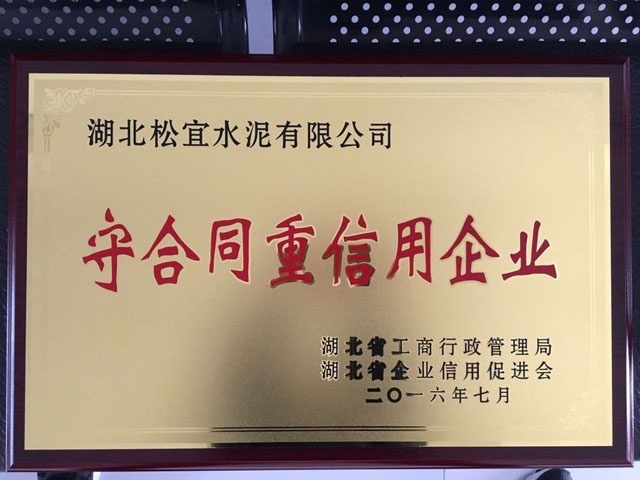 湖北松宜水泥有限公司
守合同重信用企业
湖北省工商行政管理局
湖北省企业信用促进会
二〇一六年七月